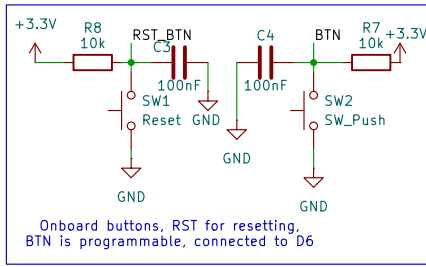 +3.3V
R8
10k
RST_BTN
C3
100nF
GND
SW1
Reset
GND
C4
100nF
GND
BTN
R7
10k
+3.3V
SW2
SW_Push
GND
Onboard buttons, RST for resetting,
BTN is programmable, connected to D6